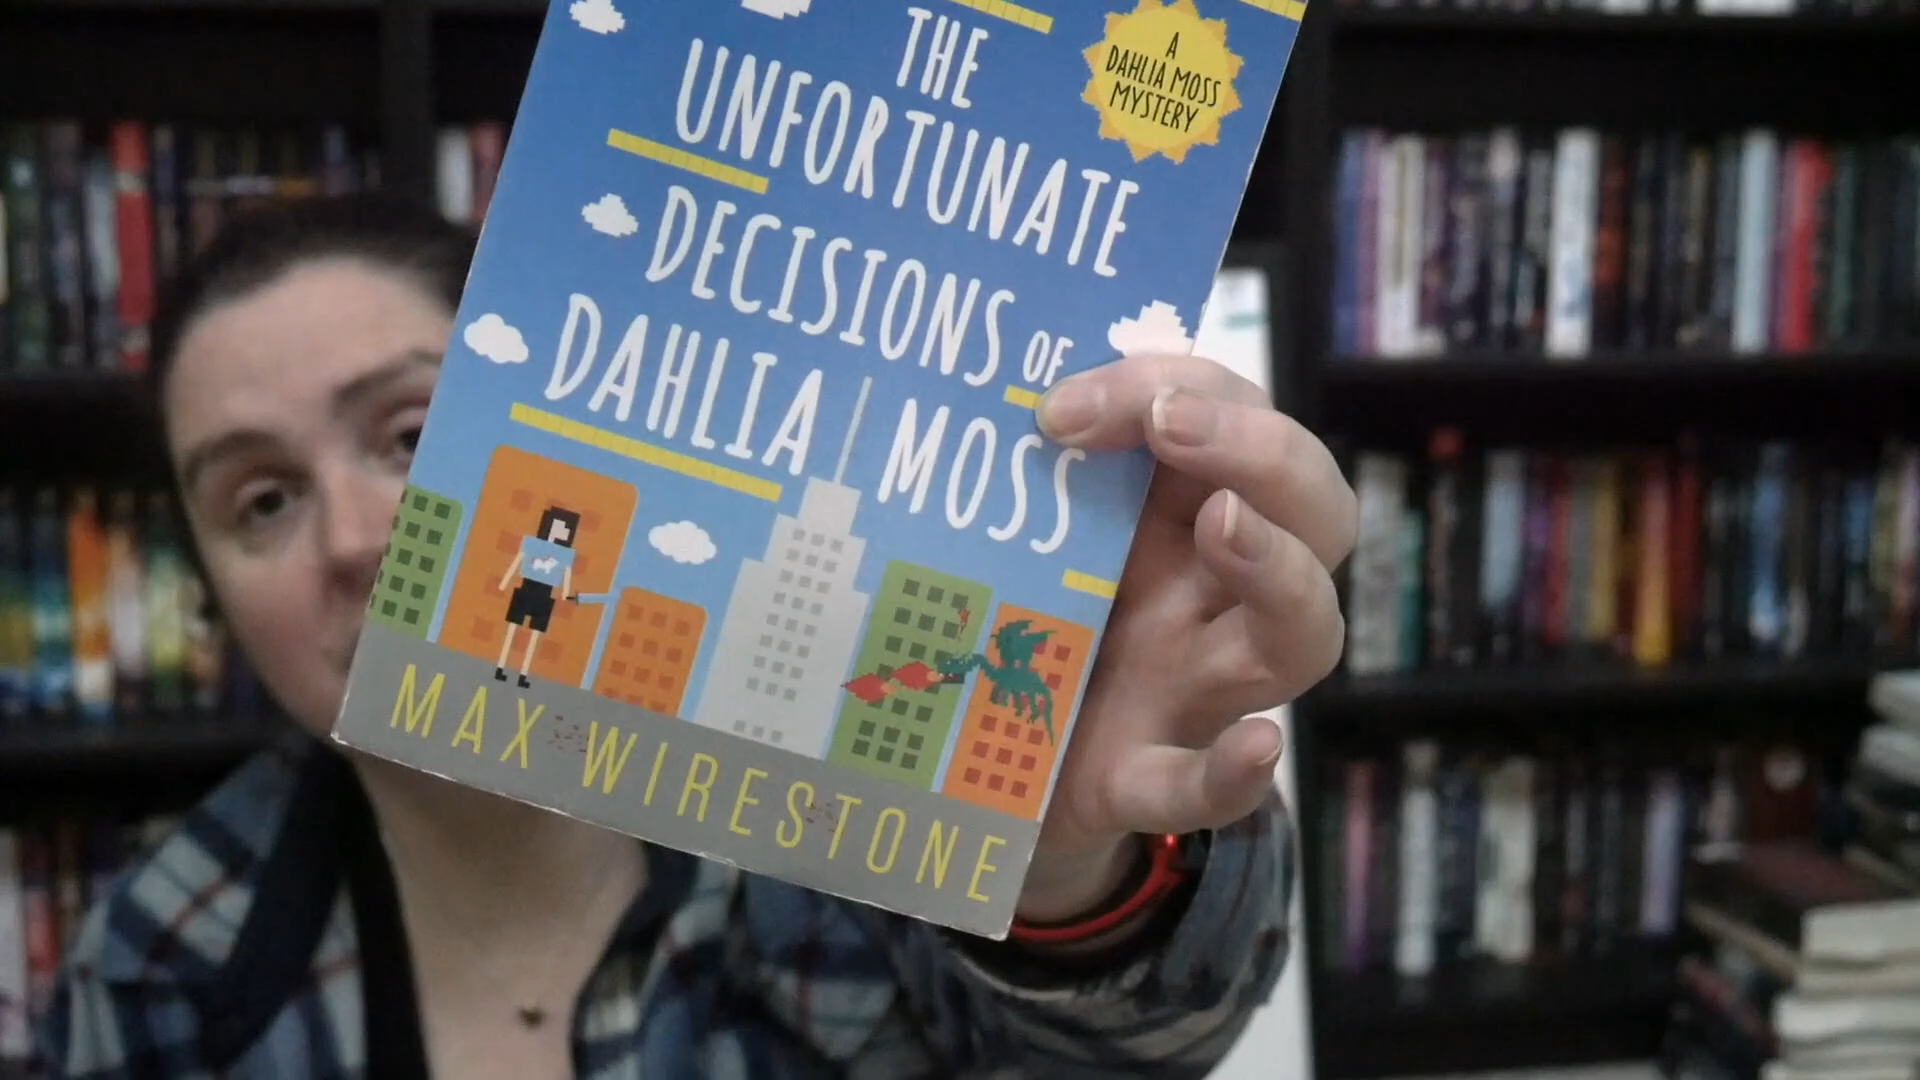 THE
UNFORTUNATE
DECISIONS OF
DAHLIA MOSS
A
DAHLIA MOSS
MYSTERY
MAX WIRESTONE